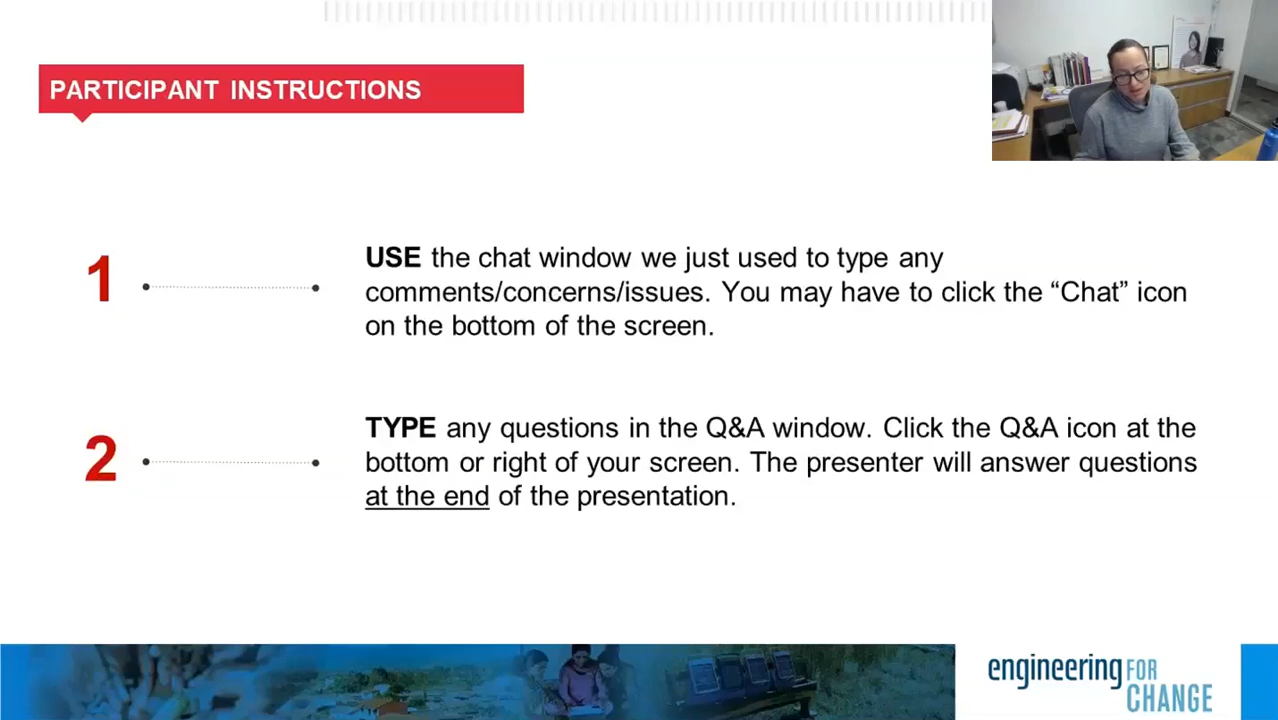 PARTICIPANT INSTRUCTIONS
1
USE the chat window we just used to type any
comments/concerns/issues. You may have to click the “Chat” icon
on the bottom of the screen.
2
TYPE any questions in the Q&A window. Click the Q&A icon at the
bottom or right of your screen. The presenter will answer questions
at the end of the presentation.
engineering FOR
CHANGE